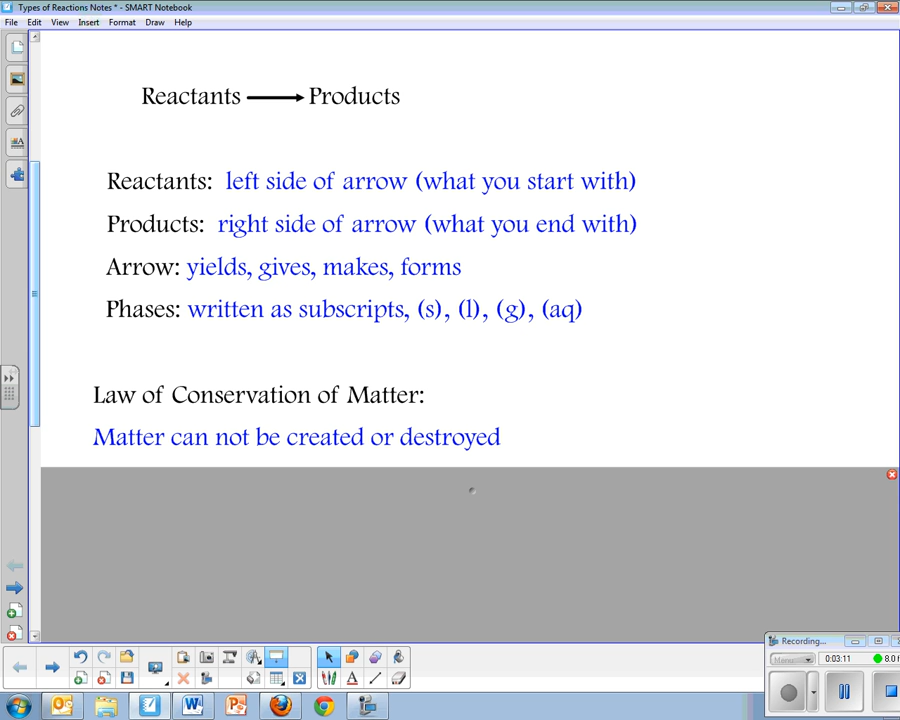 Types of Reactions Notes * - SMART Notebook
File Edit View Insert Format Draw Help
Reactants → Products
Reactants: left side of arrow (what you start with)
Products: right side of arrow (what you end with)
Arrow: yields, gives, makes, forms
Phases: written as subscripts, (s), (l), (g), (aq)
Law of Conservation of Matter:
Matter can not be created or destroyed
Recording...
0:03:11